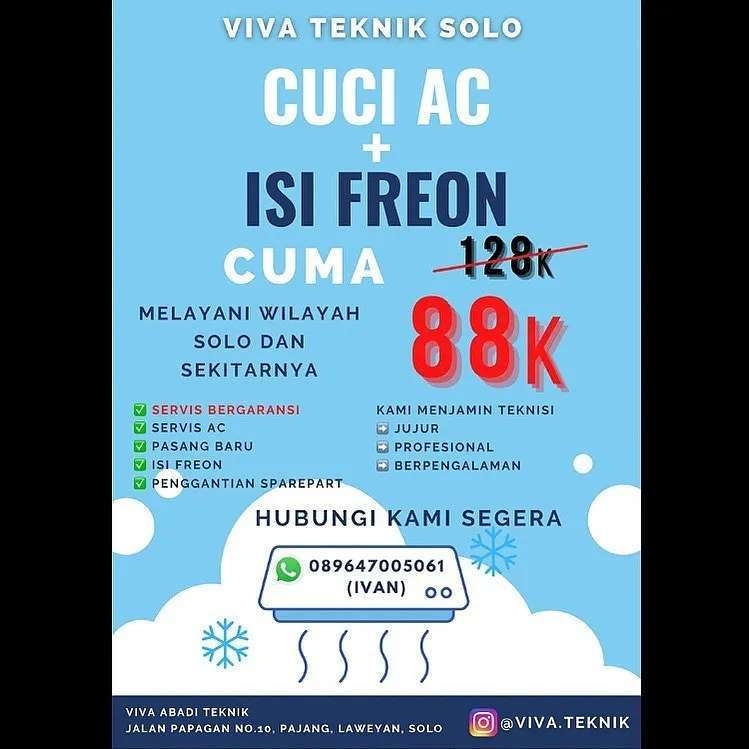 VIVA TEKNIK SOLO
CUCI AC
+
ISI FREON
CUMA
128K
88K
MELAYANI WILAYAH
SOLO DAN
SEKITARNYA
✅ SERVIS BERGARANSI
✅ SERVIS AC
✅ PASANG BARU
✅ ISI FREON
✅ PENGGANTIAN SPAREPART
KAMI MENJAMIN TEKNISI
➡️ JUJUR
➡️ PROFESIONAL
➡️ BERPENGALAMAN
HUBUNGI KAMI SEGERA
089647005061
(IVAN)
VIVA ABADI TEKNIK
JALAN PAPAGAN NO.10, PAJANG, LAWEYAN, SOLO
@VIVA.TEKNIK